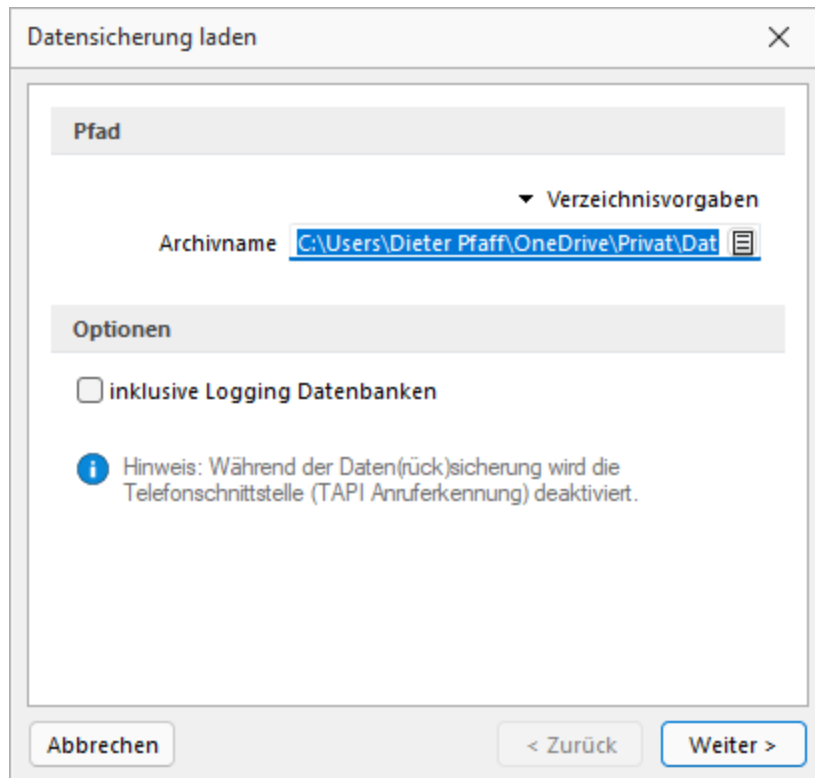 Datensicherung laden
Pfad
Verzeichnisvorgaben
Archivname C:\Users\Dieter Pfaff\OneDrive\Privat\Dat
Optionen
inklusive Logging Datenbanken
Hinweis: Während der Daten(rück)sicherung wird die
Telefonschnittstelle (TAPI Anruferkennung) deaktiviert.
Abbrechen < Zurück Weiter >